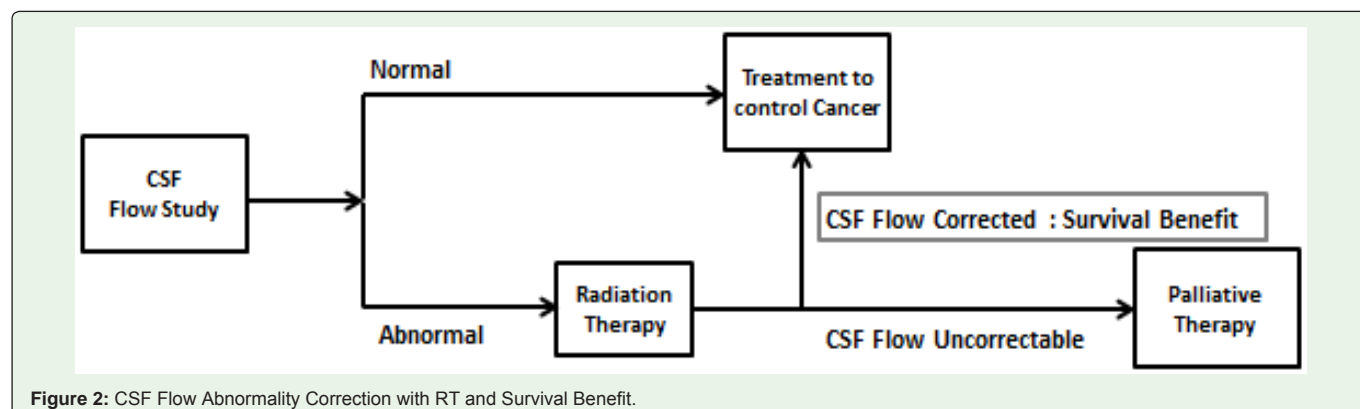 Normal
Treatment to
control Cancer
CSF
Flow Study
CSF Flow Corrected : Survival Benefit
Radiation
Therapy
Abnormal
CSF Flow Uncorrectable
Palliative
Therapy
Figure 2: CSF Flow Abnormality Correction with RT and Survival Benefit.